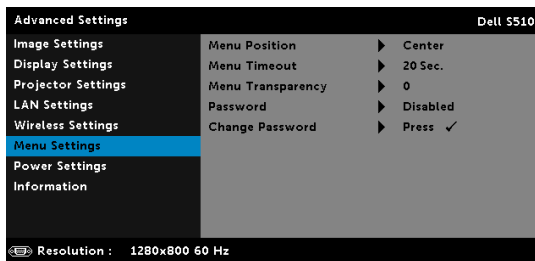 Advanced Settings Dell S510
Image Settings
Display Settings
Projector Settings
LAN Settings
Wireless Settings
Menu Settings
Power Settings
Information
Menu Position Center
Menu Timeout 20 Sec.
Menu Transparency 0
Password Disabled
Change Password Press ✓
Resolution : 1280x800 60 Hz